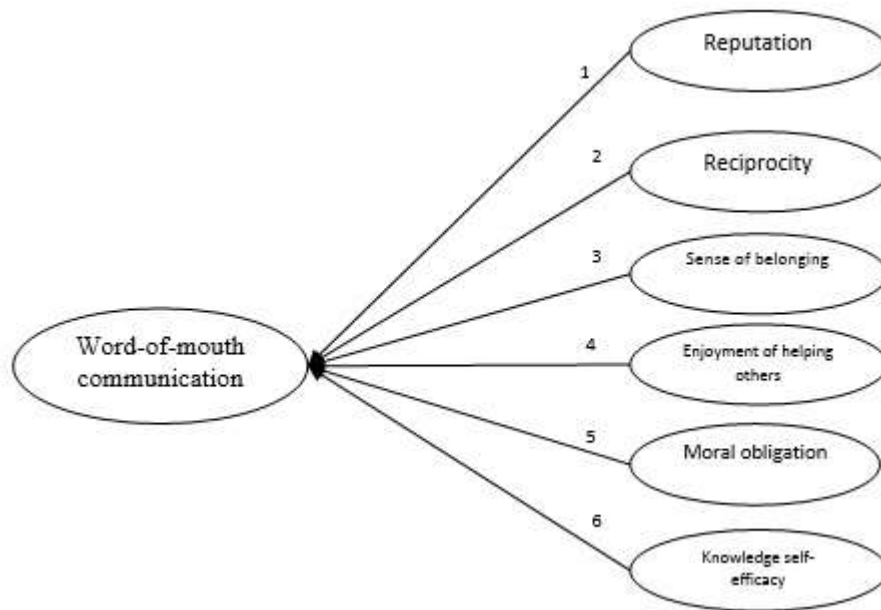 Reputation
1
2
Reciprocity
3
Sense of belonging
Word-of-mouth
communication
4
Enjoyment of helping
others
5
Moral obligation
6
Knowledge self-
efficacy